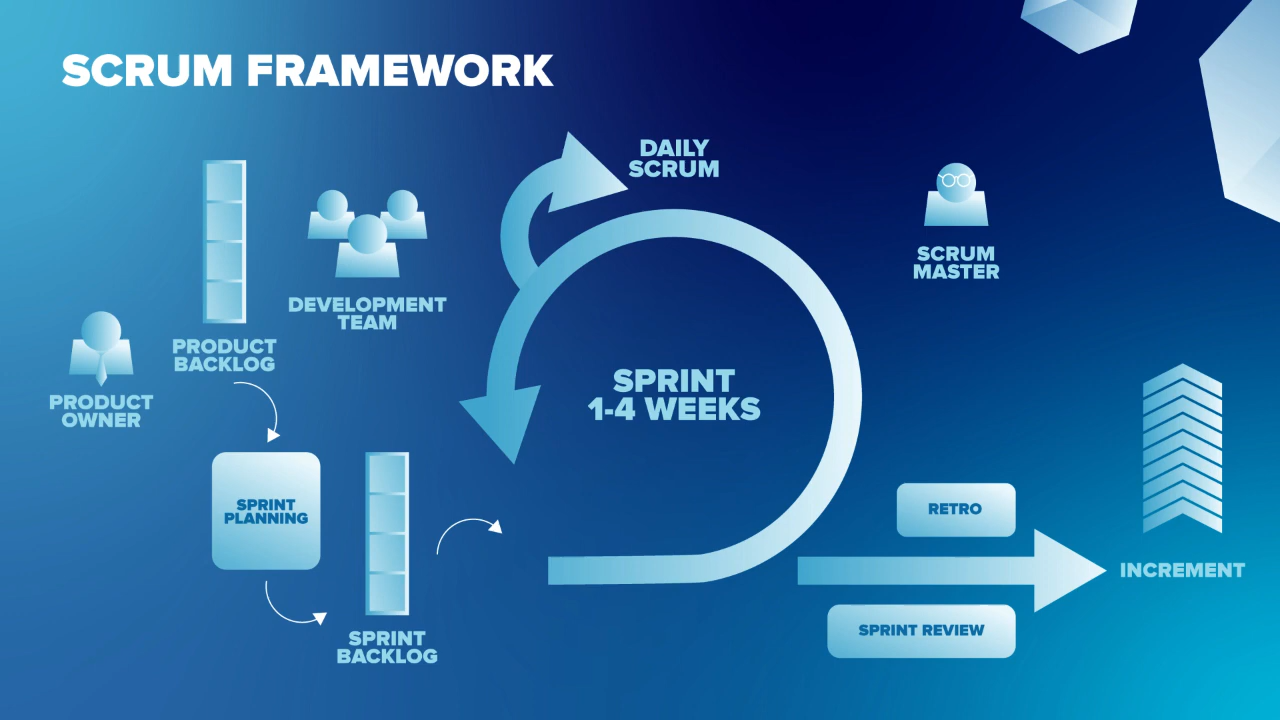 SCRUM FRAMEWORK
DAILY
SCRUM
SCRUM
MASTER
DEVELOPMENT
TEAM
PRODUCT
BACKLOG
PRODUCT
OWNER
SPRINT
1-4 WEEKS
SPRINT
PLANNING
RETRO
INCREMENT
SPRINT REVIEW
SPRINT
BACKLOG